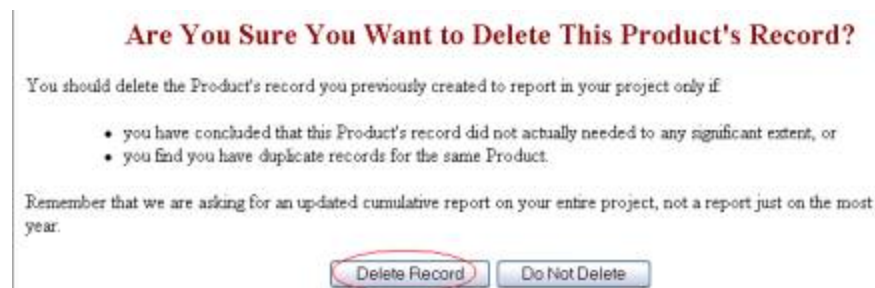 Are You Sure You Want to Delete This Product's Record?
You should delete the Product's record you previously created to report in your project only if
• you have concluded that this Product's record did not actually needed to any significant extent, or
• you find you have duplicate records for the same Product.
Remember that we are asking for an updated cumulative report on your entire project, not a report just on the most
year.
Delete Record Do Not Delete